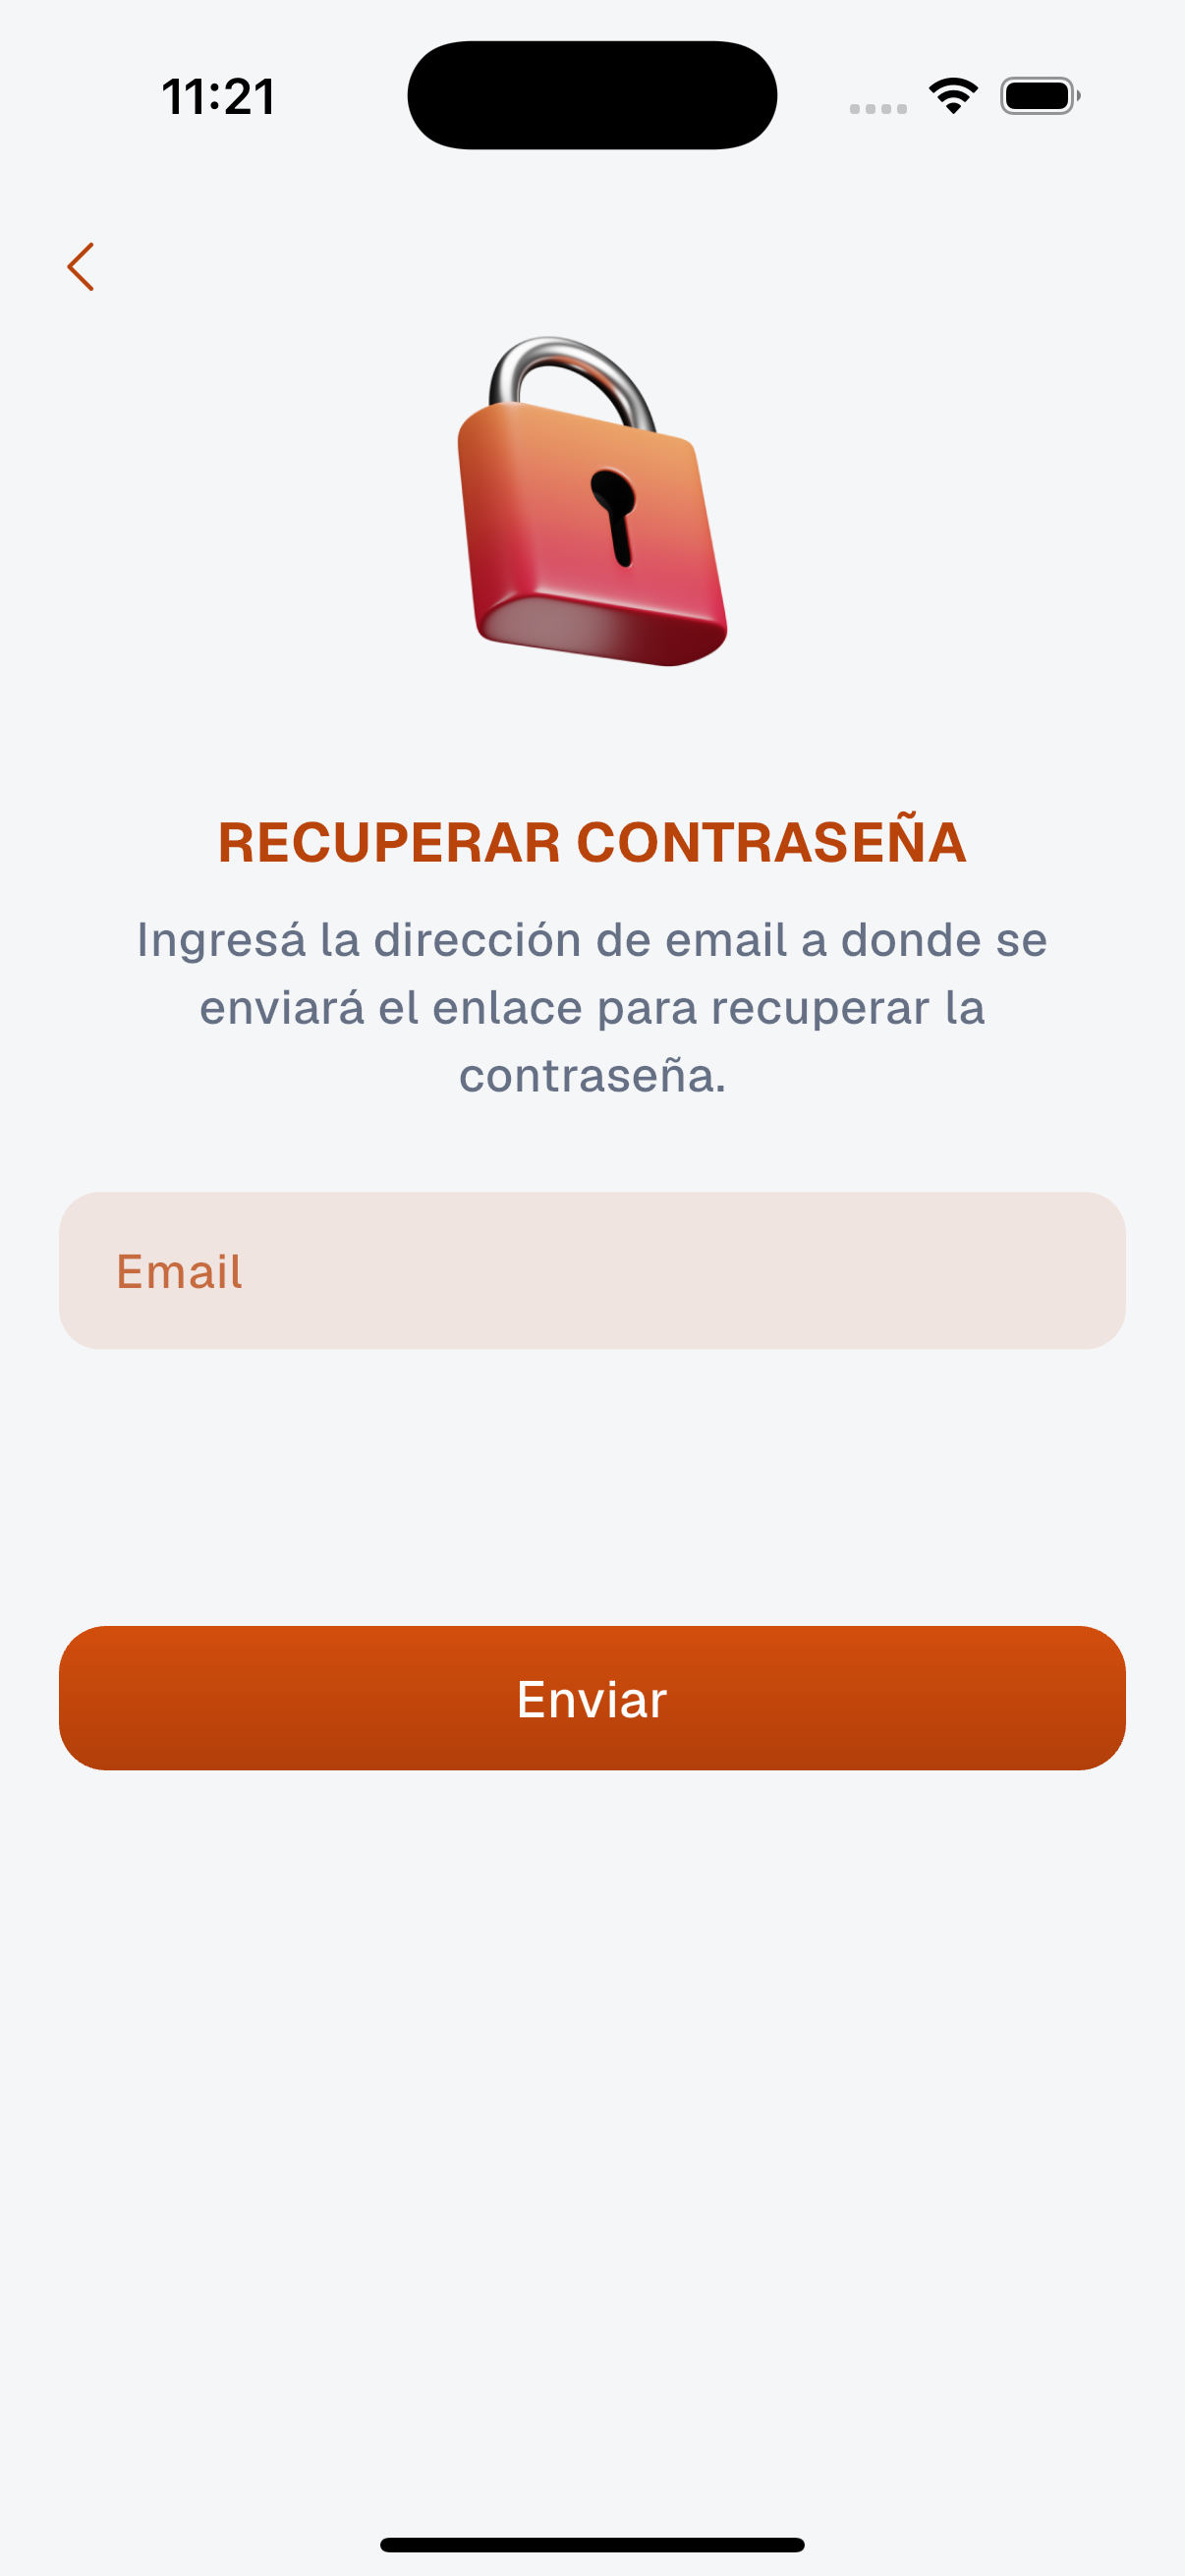 11:21
RECUPERAR CONTRASEÑA
Ingresá la dirección de email a donde se
enviará el enlace para recuperar la
contraseña.
Email
Enviar